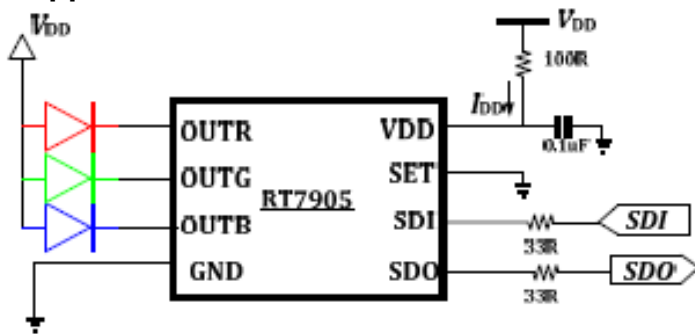 VDD
VDD
100R
IDD
OUTR
VDD
0.1uF
OUTG
SET
RT7905
OUTB
SDI
SDI
33R
GND
SDO
SDO
33R